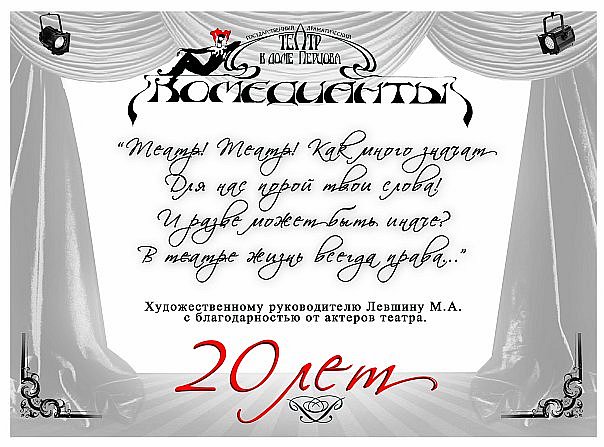 ГОСУДАРСТВЕННЫЙ ДРАМАТИЧЕСКИЙ
ТЕАТР
В ДОМЕ ПЕРЦОВА
КОМЕДИАНТЫ
“Театр! Театр! Как много значат
Для нас порой твои слова!
И разве может быть иначе?
В театре жизнь всегда права...”
Художественному руководителю Левшину М.А.
с благодарностью от актеров театра.
20 лет